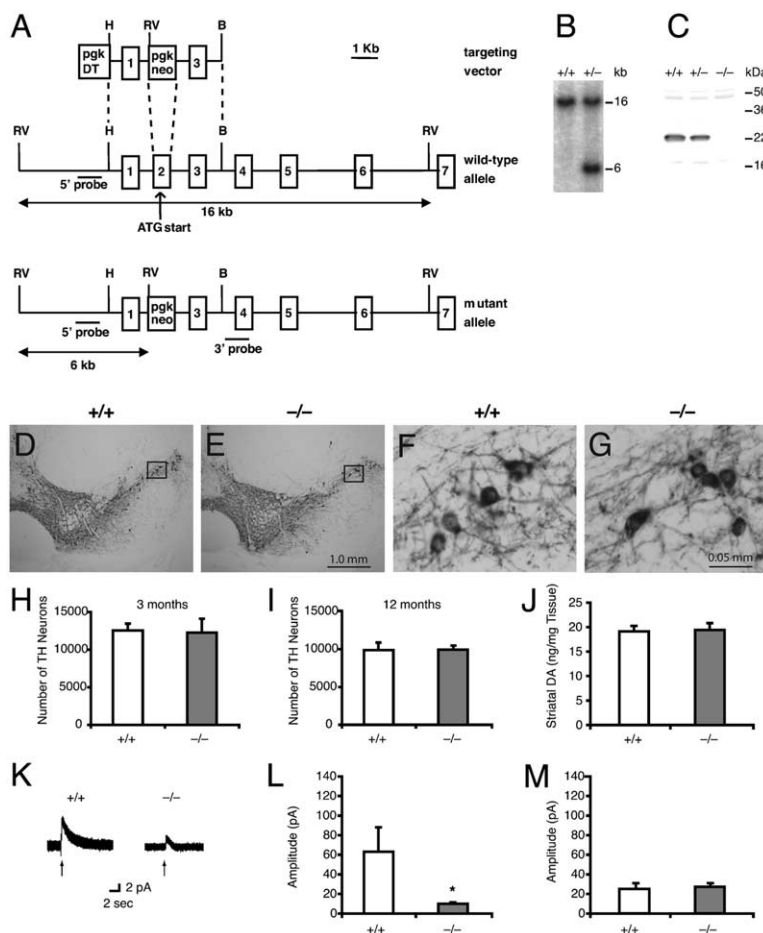 A
H RV B
pgk DT 1 pgk neo 3
1 Kb
targeting vector
RV H B RV
1 2 3 4 5 6 7
wild-type allele
5' probe
16 kb
ATG start
RV H RV B RV
1 pgk neo 3 4 5 6 7
mutant allele
5' probe
3' probe
6 kb
B
+/+ +/– kb
–16
–6
C
+/+ +/– –/– kDa
–50
–36
–22
–16
+/+ –/– +/+ –/–
D E F G
1.0 mm
0.05 mm
H
3 months
Number of TH Neurons
15000
10000
5000
0
+/+ –/–
I
12 months
Number of TH Neurons
15000
10000
5000
0
+/+ –/–
J
Striatal DA (ng/mg Tissue)
25
20
15
10
5
0
+/+ –/–
K
+/+ –/–
2 pA
2 sec
L
Amplitude (pA)
140
120
100
80
60
40
20
0
*
+/+ –/–
M
Amplitude (pA)
140
120
100
80
60
40
20
0
+/+ –/–